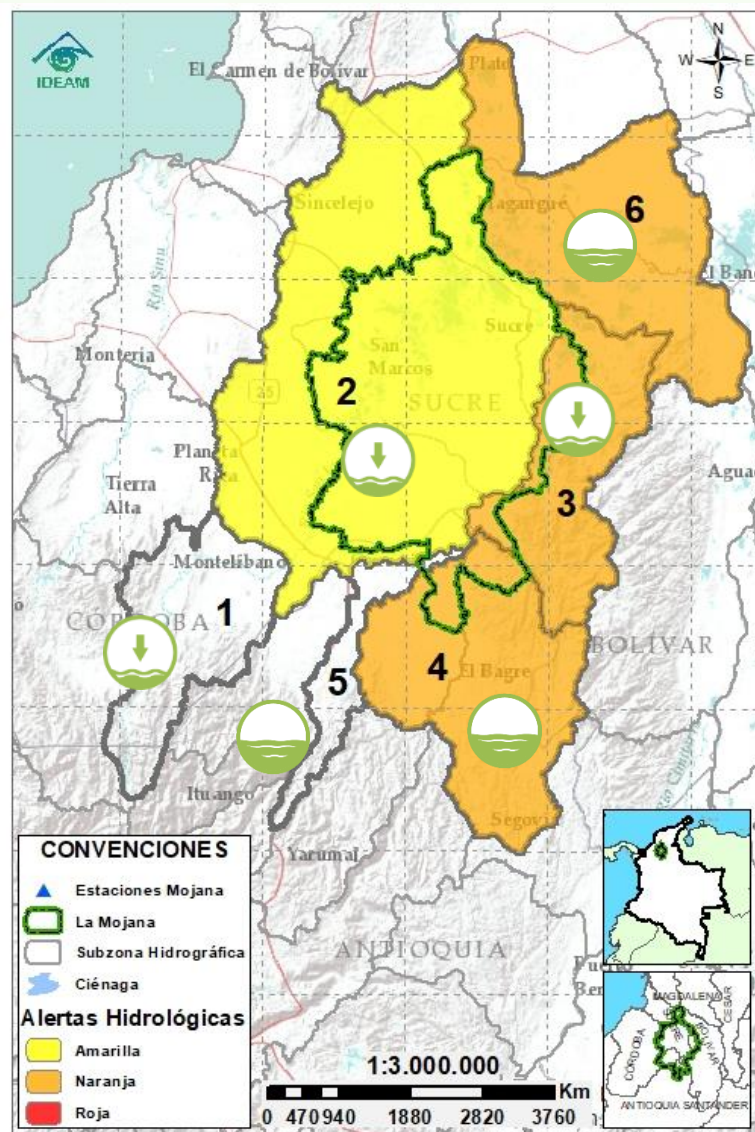 IDEAM
El Carmen de Bolívar
Plato
N
W E
S
Sincelejo
Magangué
6
El Banco
Río Sinú
Montería
Sucre
San
Marcos
2
SUCRE
25
Planeta
Rica
Tierra
Alta
3
Montelíbano
1
CÓRDOBA
BOLÍVAR
5
4
El Bagre
Ituango
Segovia
Yarumal
ANTIOQUIA
CONVENCIONES
Estaciones Mojana
La Mojana
Subzona Hidrográfica
Ciénaga
Alertas Hidrológicas
Amarilla
Naranja
Roja
1:3.000.000
Km
0 470 940 1880 2820 3760
MAGDALENA
CESAR
SUCRE
BOLIVAR
CÓRDOBA
ANTIOQUIA SANTANDER